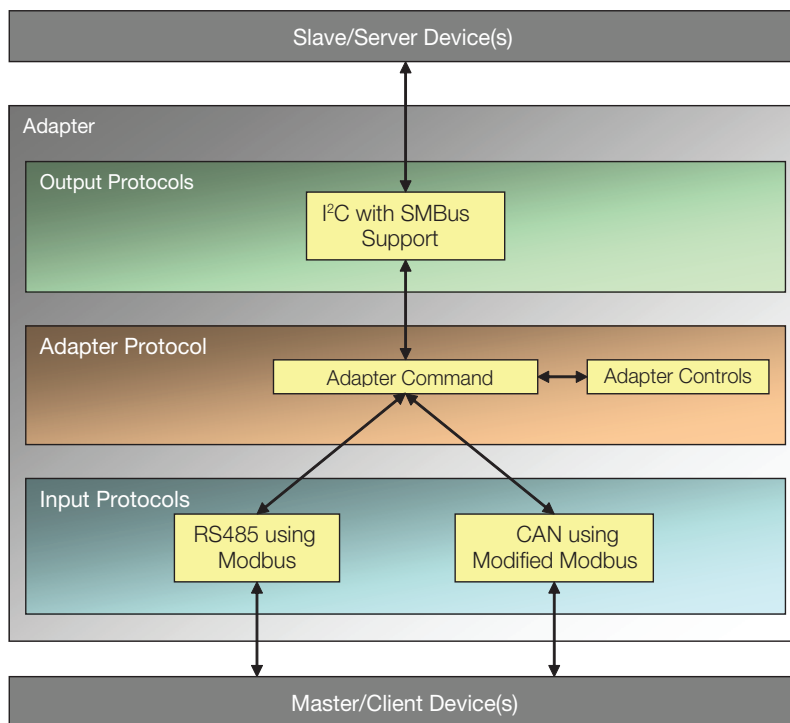 Slave/Server Device(s)
Adapter
Output Protocols
I²C with SMBus
Support
Adapter Protocol
Adapter Command
Adapter Controls
Input Protocols
RS485 using
Modbus
CAN using
Modified Modbus
Master/Client Device(s)